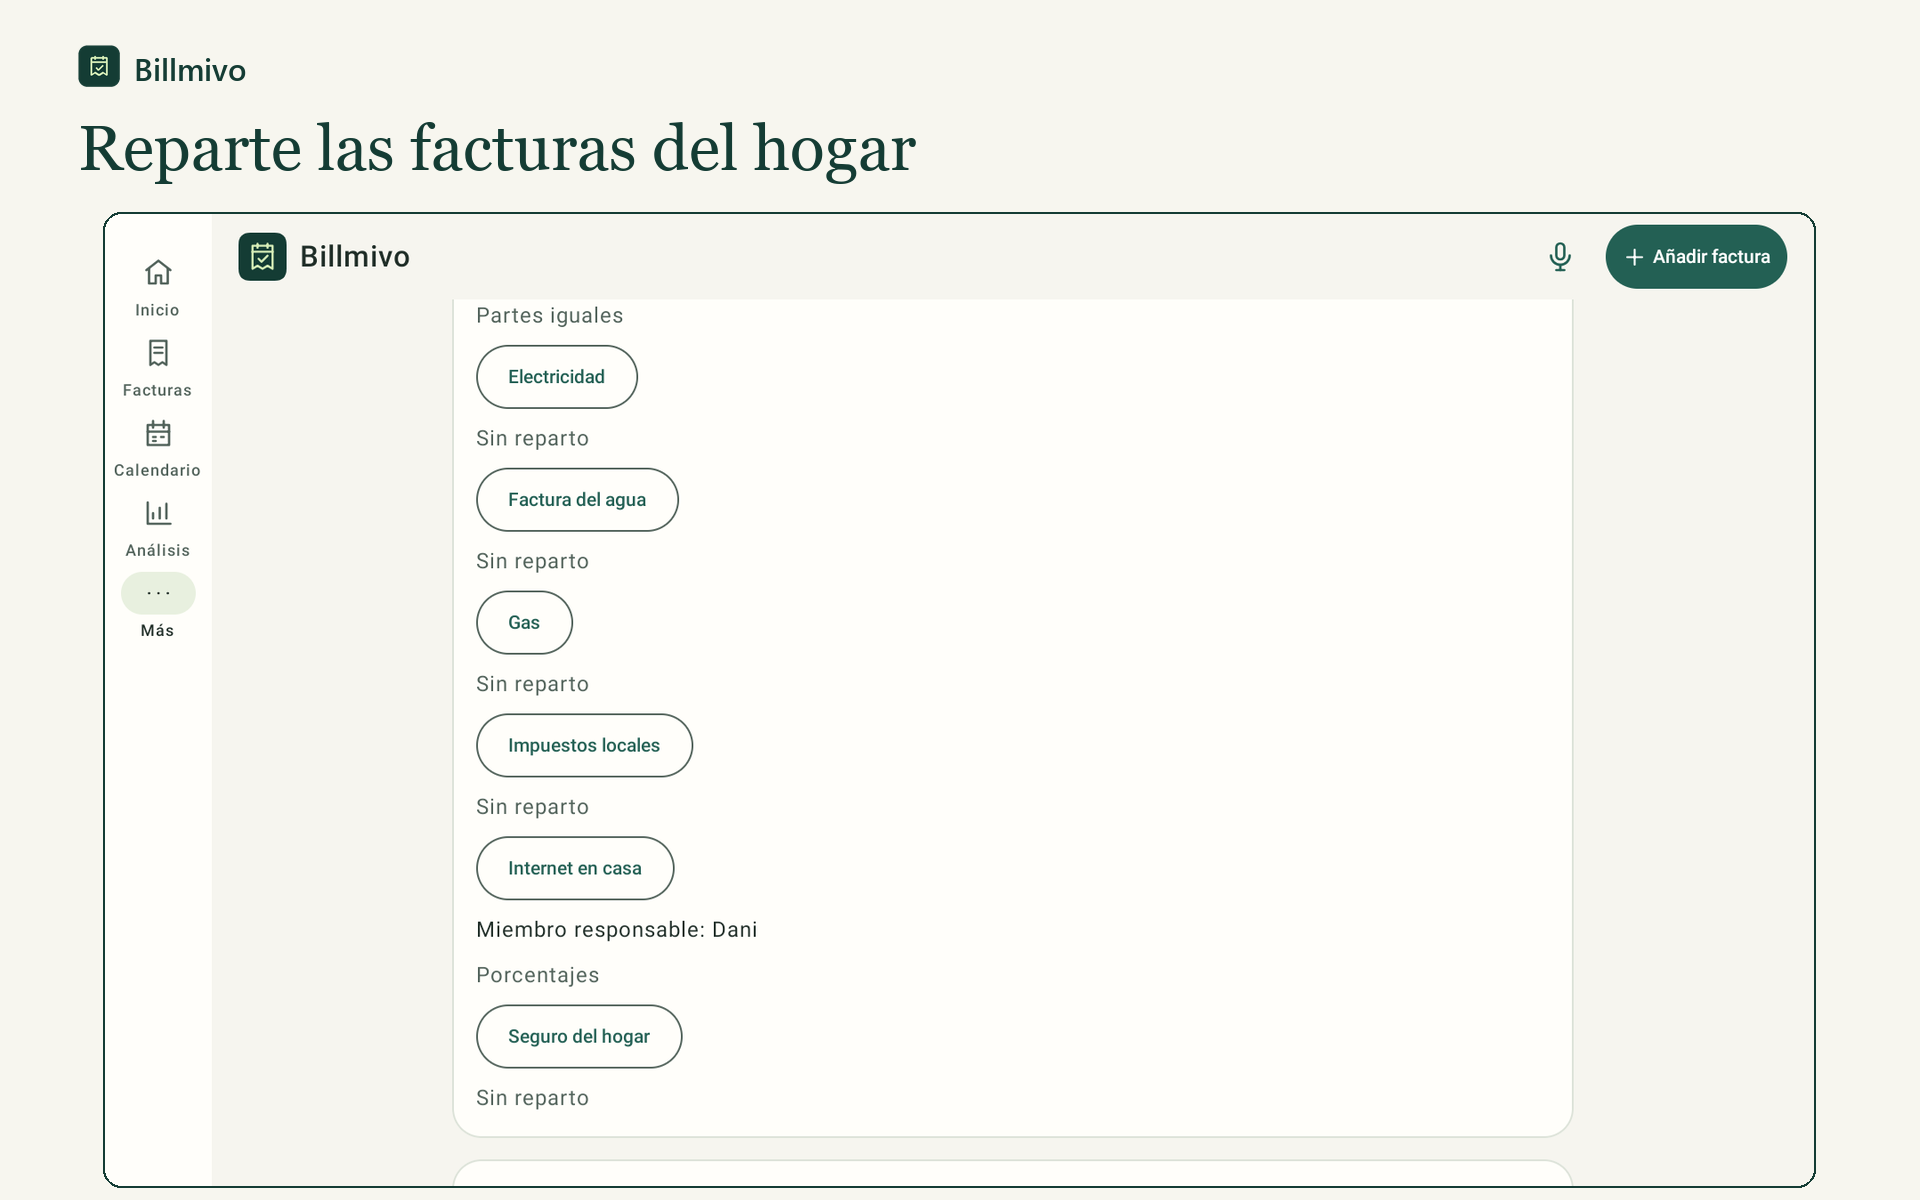 Billmivo
Reparte las facturas del hogar
Billmivo
Añadir factura
Inicio
Facturas
Calendario
Análisis
Más
Partes iguales
Electricidad
Sin reparto
Factura del agua
Sin reparto
Gas
Sin reparto
Impuestos locales
Sin reparto
Internet en casa
Miembro responsable: Dani
Porcentajes
Seguro del hogar
Sin reparto